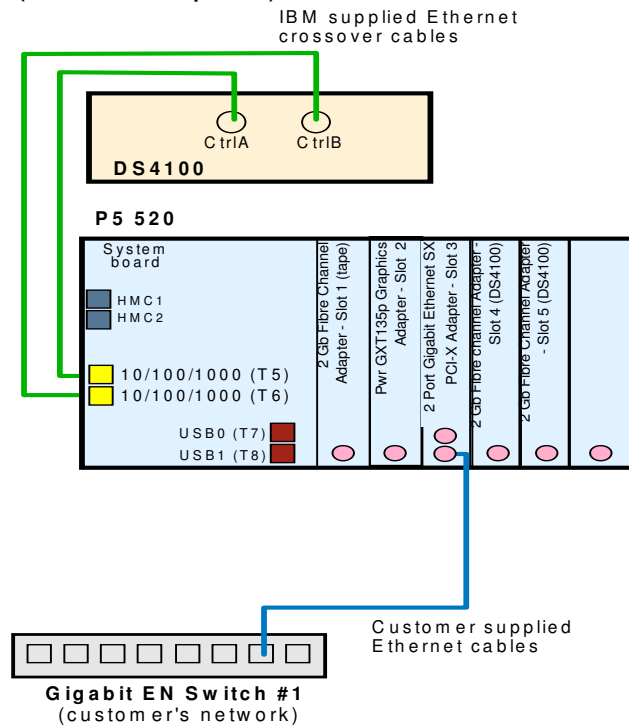 IBM supplied Ethernet
crossover cables
CtrlA
CtrlB
DS4100
P5 520
System
board
HMC1
HMC2
10/100/1000 (T5)
10/100/1000 (T6)
USB0 (T7)
USB1 (T8)
2 Gb Fibre Channel
Adapter - Slot 1 (tape)
Pwr GXT135p Graphics
Adapter - Slot 2
2 Port Gigabit Ethernet SX
PCI-X Adapter - Slot 3
2 Gb Fibre channel Adapter -
Slot 4 (DS4100)
2 Gb Fibre Channel Adapter
- Slot 5 (DS4100)
Customer supplied
Ethernet cables
Gigabit EN Switch #1
(customer's network)